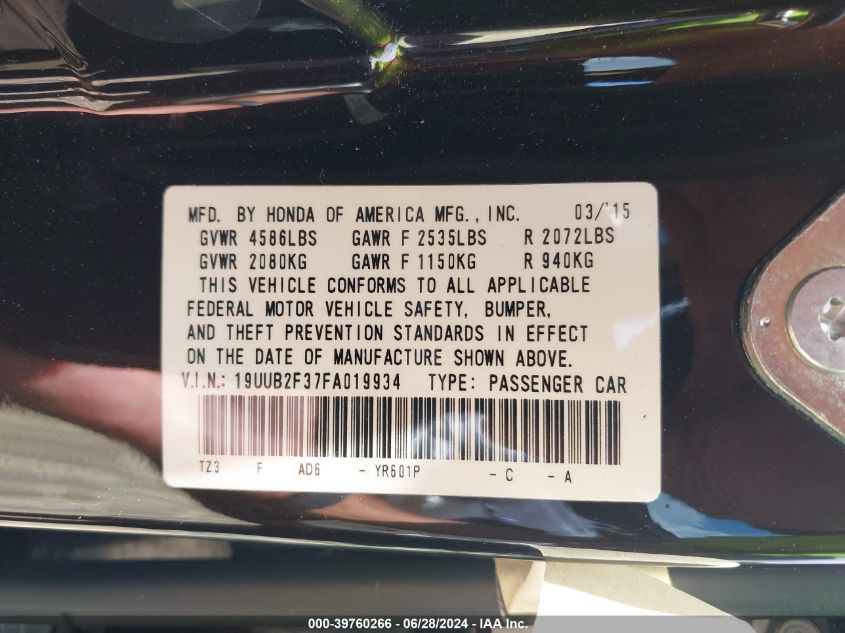 MFD. BY HONDA OF AMERICA MFG., INC. 03/'15
GVWR 4586LBS GAWR F 2535LBS R 2072LBS
GVWR 2080KG GAWR F 1150KG R 940KG
THIS VEHICLE CONFORMS TO ALL APPLICABLE
FEDERAL MOTOR VEHICLE SAFETY, BUMPER,
AND THEFT PREVENTION STANDARDS IN EFFECT
ON THE DATE OF MANUFACTURE SHOWN ABOVE.
V.I.N.: 19UUB2F37FA019934 TYPE: PASSENGER CAR
TZ3 F AD6 - YR601P - C - A
000-39760266 - 06/28/2024 - IAA Inc.